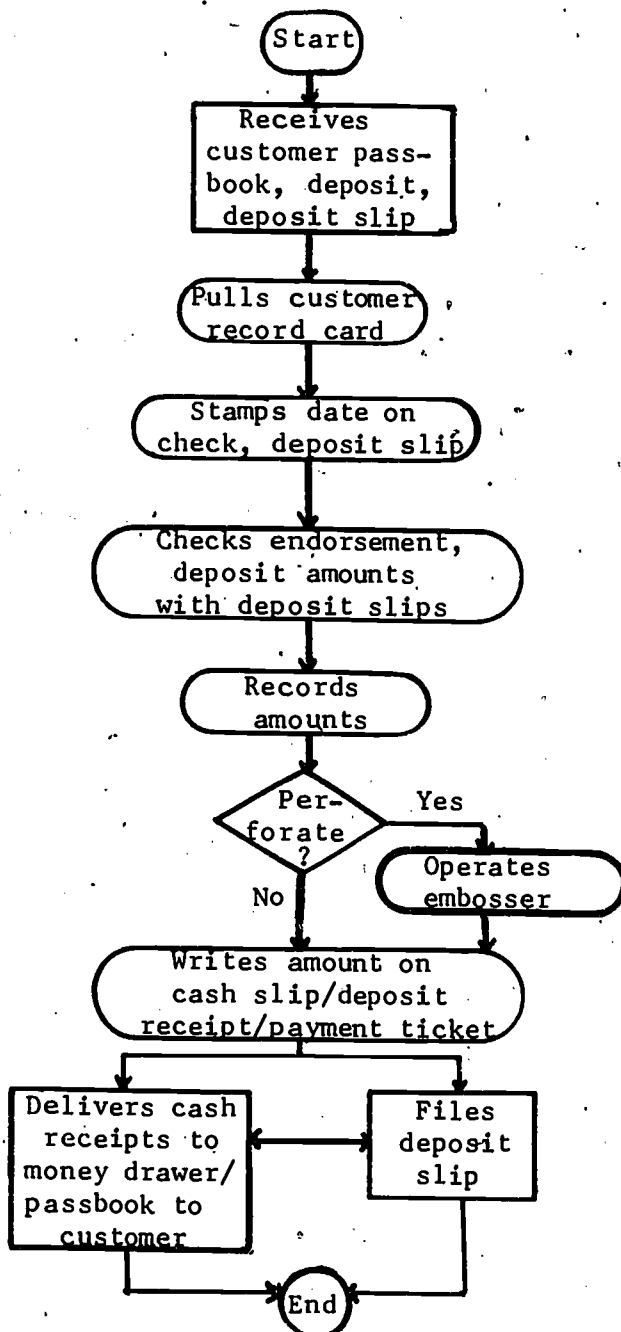 Start
Receives
customer pass-
book, deposit,
deposit slip
Pulls customer
record card
Stamps date on
check, deposit slip
Checks endorsement,
deposit amounts
with deposit slips
Records
amounts
Per-
forate
?
Yes
Operates
embosser
No
Writes amount on
cash slip/deposit
receipt/payment ticket
Delivers cash
receipts to
money drawer/
passbook to
customer
Files
deposit
slip
End